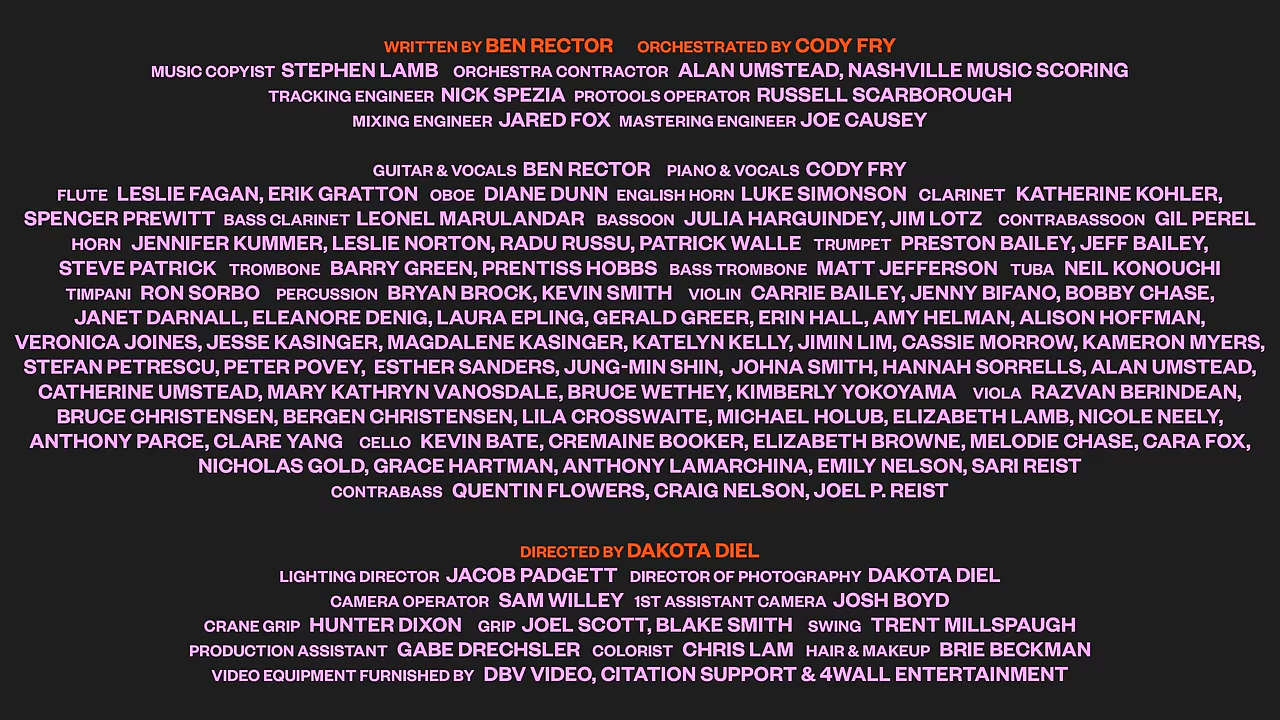 WRITTEN BY BEN RECTOR ORCHESTRATED BY CODY FRY
MUSIC COPYIST STEPHEN LAMB ORCHESTRA CONTRACTOR ALAN UMSTEAD, NASHVILLE MUSIC SCORING
TRACKING ENGINEER NICK SPEZIA PROTOOLS OPERATOR RUSSELL SCARBOROUGH
MIXING ENGINEER JARED FOX MASTERING ENGINEER JOE CAUSEY
GUITAR & VOCALS BEN RECTOR PIANO & VOCALS CODY FRY
FLUTE LESLIE FAGAN, ERIK GRATTON OBOE DIANE DUNN ENGLISH HORN LUKE SIMONSON CLARINET KATHERINE KOHLER,
SPENCER PREWITT BASS CLARINET LEONEL MARULANDAR BASSOON JULIA HARGUINDEY, JIM LOTZ CONTRABASSOON GIL PEREL
HORN JENNIFER KUMMER, LESLIE NORTON, RADU RUSSU, PATRICK WALLE TRUMPET PRESTON BAILEY, JEFF BAILEY,
STEVE PATRICK TROMBONE BARRY GREEN, PRENTISS HOBBS BASS TROMBONE MATT JEFFERSON TUBA NEIL KONOUCHI
TIMPANI RON SORBO PERCUSSION BRYAN BROCK, KEVIN SMITH VIOLIN CARRIE BAILEY, JENNY BIFANO, BOBBY CHASE,
JANET DARNALL, ELEANORE DENIG, LAURA EPLING, GERALD GREER, ERIN HALL, AMY HELMAN, ALISON HOFFMAN,
VERONICA JOINES, JESSE KASINGER, MAGDALENE KASINGER, KATELYN KELLY, JIMIN LIM, CASSIE MORROW, KAMERON MYERS,
STEFAN PETRESCU, PETER POVEY, ESTHER SANDERS, JUNG-MIN SHIN, JOHNA SMITH, HANNAH SORRELLS, ALAN UMSTEAD,
CATHERINE UMSTEAD, MARY KATHRYN VANOSDALE, BRUCE WETHEY, KIMBERLY YOKOYAMA VIOLA RAZVAN BERINDEAN,
BRUCE CHRISTENSEN, BERGEN CHRISTENSEN, LILA CROSSWAITE, MICHAEL HOLUB, ELIZABETH LAMB, NICOLE NEELY,
ANTHONY PARCE, CLARE YANG CELLO KEVIN BATE, CREMAINE BOOKER, ELIZABETH BROWNE, MELODIE CHASE, CARA FOX,
NICHOLAS GOLD, GRACE HARTMAN, ANTHONY LAMARCHINA, EMILY NELSON, SARI REIST
CONTRABASS QUENTIN FLOWERS, CRAIG NELSON, JOEL P. REIST
DIRECTED BY DAKOTA DIEL
LIGHTING DIRECTOR JACOB PADGETT DIRECTOR OF PHOTOGRAPHY DAKOTA DIEL
CAMERA OPERATOR SAM WILLEY 1ST ASSISTANT CAMERA JOSH BOYD
CRANE GRIP HUNTER DIXON GRIP JOEL SCOTT, BLAKE SMITH SWING TRENT MILLSPAUGH
PRODUCTION ASSISTANT GABE DRECHSLER COLORIST CHRIS LAM HAIR & MAKEUP BRIE BECKMAN
VIDEO EQUIPMENT FURNISHED BY DBV VIDEO, CITATION SUPPORT & 4WALL ENTERTAINMENT